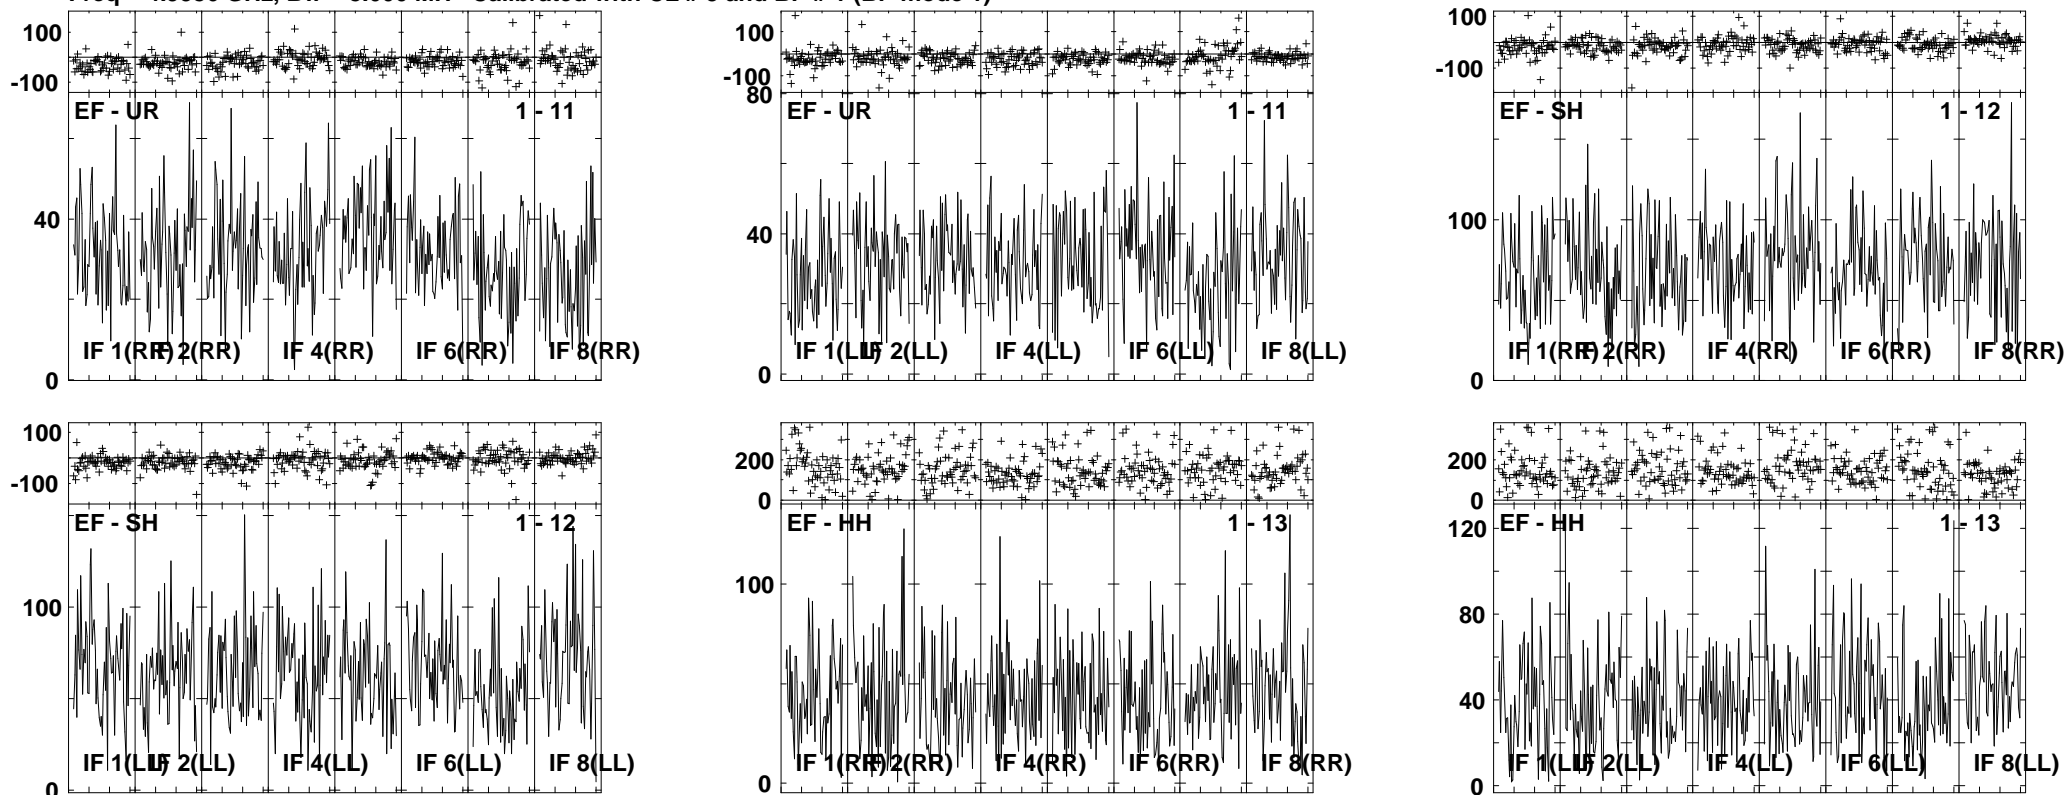 100
-100
EF - UR 1 - 11
40
0
IF 1(RR) IF 2(RR) IF 4(RR) IF 6(RR) IF 8(RR)
100
-100
80
EF - UR 1 - 11
40
0
IF 1(LL) IF 2(LL) IF 4(LL) IF 6(LL) IF 8(LL)
100
-100
EF - SH 1 - 12
100
0
IF 1(RR) IF 2(RR) IF 4(RR) IF 6(RR) IF 8(RR)
100
-100
EF - SH 1 - 12
100
0
IF 1(LL) IF 2(LL) IF 4(LL) IF 6(LL) IF 8(LL)
200
0
EF - HH 1 - 13
100
0
IF 1(RR) IF 2(RR) IF 4(RR) IF 6(RR) IF 8(RR)
200
0
EF - HH 1 - 13
120
80
40
0
IF 1(LL) IF 2(LL) IF 4(LL) IF 6(LL) IF 8(LL)